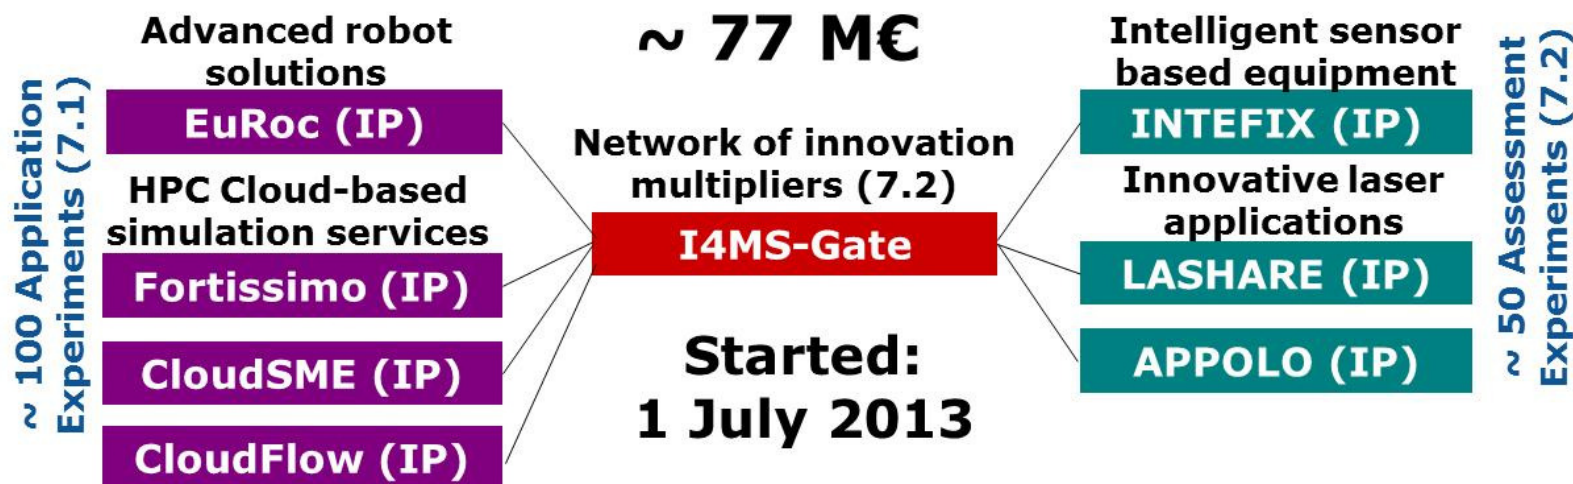 ~ 100 Application
Experiments (7.1)
Advanced robot
solutions
EuRoc (IP)
HPC Cloud-based
simulation services
Fortissimo (IP)
CloudSME (IP)
CloudFlow (IP)
~ 77 M€
Network of innovation
multipliers (7.2)
I4MS-Gate
Started:
1 July 2013
Intelligent sensor
based equipment
INTEFIX (IP)
Innovative laser
applications
LASHARE (IP)
APPOLO (IP)
~ 50 Assessment
Experiments (7.2)